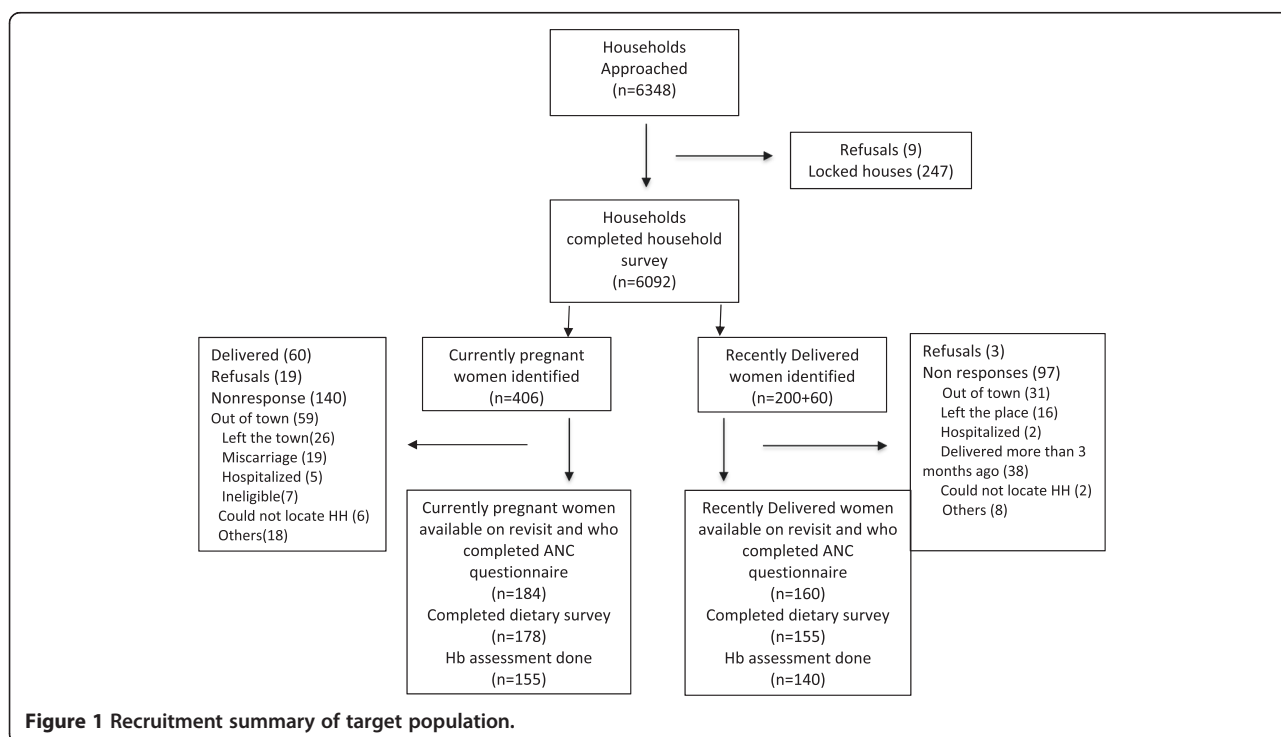 Households
Approached
(n=6348)
Refusals (9)
Locked houses (247)
Households
completed household
survey
(n=6092)
Delivered (60)
Refusals (19)
Nonresponse (140)
Out of town (59)
Left the town(26)
Miscarriage (19)
Hospitalized (5)
Ineligible(7)
Could not locate HH (6)
Others(18)
Currently pregnant
women identified
(n=406)
Recently Delivered
women identified
(n=200+60)
Refusals (3)
Non responses (97)
Out of town (31)
Left the place (16)
Hospitalized (2)
Delivered more than 3
months ago (38)
Could not locate HH (2)
Others (8)
Currently pregnant women
available on revisit and who
completed ANC
questionnaire
(n=184)
Completed dietary survey
(n=178)
Hb assessment done
(n=155)
Recently Delivered women
available on revisit and who
completed ANC
questionnaire
(n=160)
Completed dietary survey
(n=155)
Hb assessment done
(n=140)
Figure 1 Recruitment summary of target population.